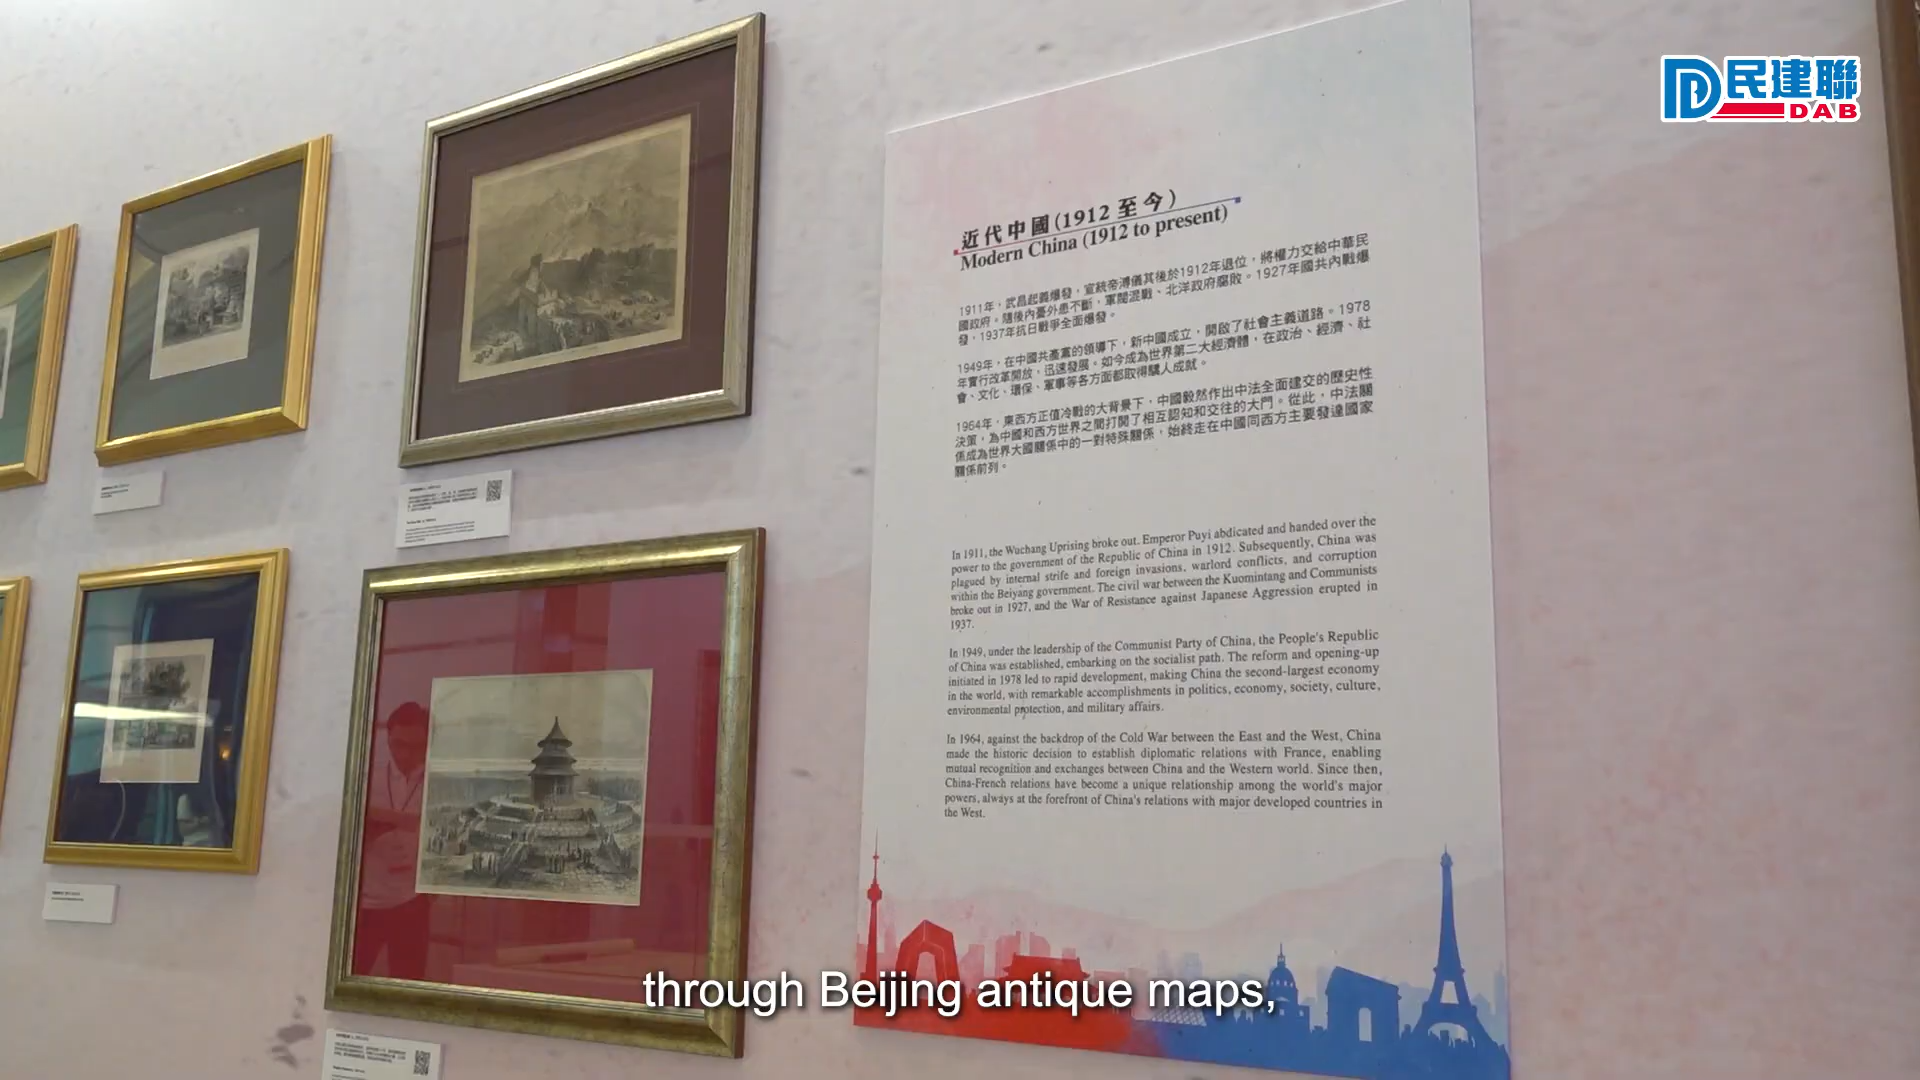 民建聯
DAB
近代中國(1912 至今)
Modern China (1912 to present)
1911年，武昌起義爆發，宣統帝溥儀其後於1912年退位，將權力交給中華民
國政府。隨後內憂外患不斷，軍閥混戰、北洋政府腐敗。1927年國共內戰爆
發，1937年抗日戰爭全面爆發。
1949年，在中國共產黨的領導下，新中國成立，開啟了社會主義道路。1978
年實行改革開放，迅速發展。如今成為世界第二大經濟體，在政治、經濟、社
會、文化、環保、軍事等各方面都取得驕人成就。
1964年，東西方正值冷戰的大背景下，中國毅然作出中法全面建交的歷史性
決策，為中國和西方世界之間打開了相互認知和交往的大門。從此，中法關
係成為世界大國關係中的一對特殊關係，始終走在中國同西方主要發達國家
關係前列。
In 1911, the Wuchang Uprising broke out. Emperor Puyi abdicated and handed over the
power to the government of the Republic of China in 1912. Subsequently, China was
plagued by internal strife and foreign invasions, warlord conflicts, and corruption
within the Beiyang government. The civil war between the Kuomintang and Communists
broke out in 1927, and the War of Resistance against Japanese Aggression erupted in
1937.
In 1949, under the leadership of the Communist Party of China, the People's Republic
of China was established, embarking on the socialist path. The reform and opening-up
initiated in 1978 led to rapid development, making China the second-largest economy
in the world, with remarkable accomplishments in politics, economy, society, culture,
environmental protection, and military affairs.
In 1964, against the backdrop of the Cold War between the East and the West, China
made the historic decision to establish diplomatic relations with France, enabling
mutual recognition and exchanges between China and the Western world. Since then,
China-French relations have become a unique relationship among the world's major
powers, always at the forefront of China's relations with major developed countries in
the West.
through Beijing antique maps,